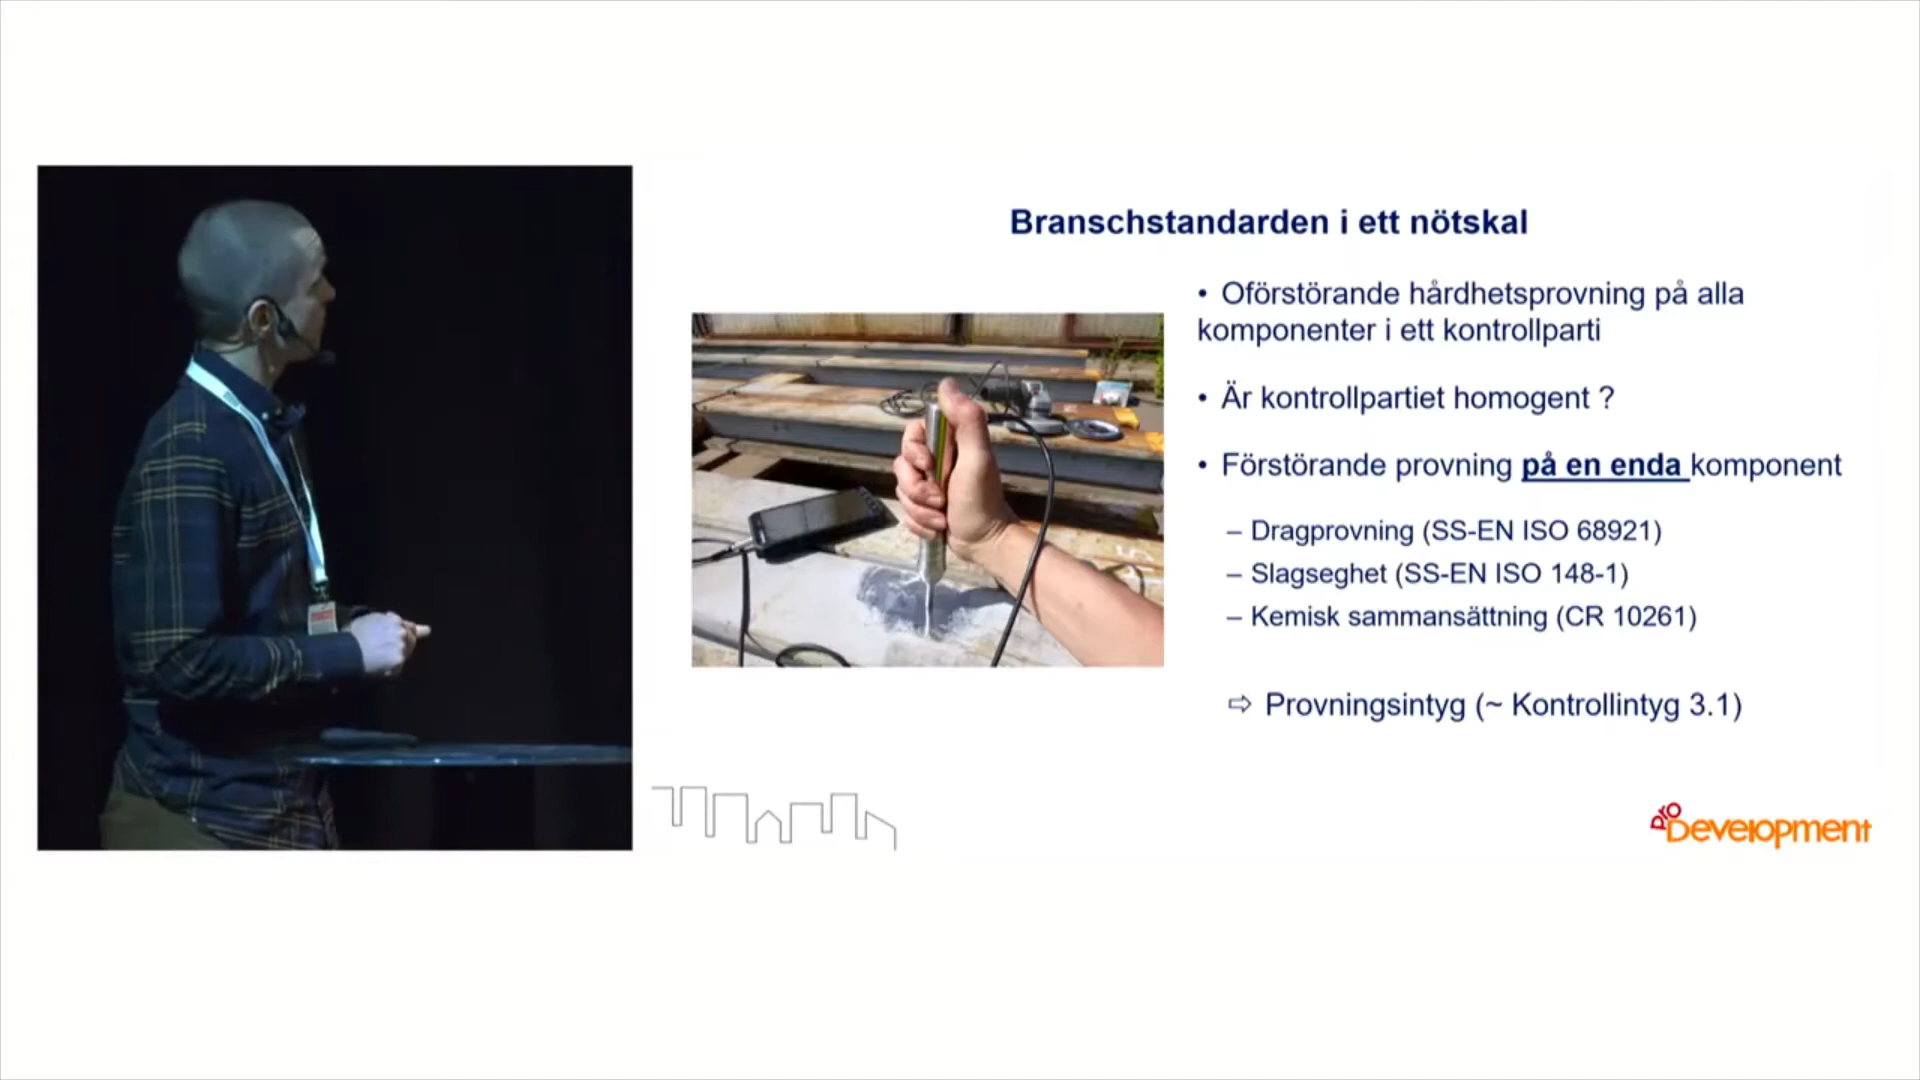 Branschstandarden i ett nötskal
• Oförstörande hårdhetsprovning på alla
komponenter i ett kontrollparti
• Är kontrollpartiet homogent ?
• Förstörande provning på en enda komponent
– Dragprovning (SS-EN ISO 68921)
– Slagseghet (SS-EN ISO 148-1)
– Kemisk sammansättning (CR 10261)
⇨ Provningsintyg (~ Kontrollintyg 3.1)
pro
Development